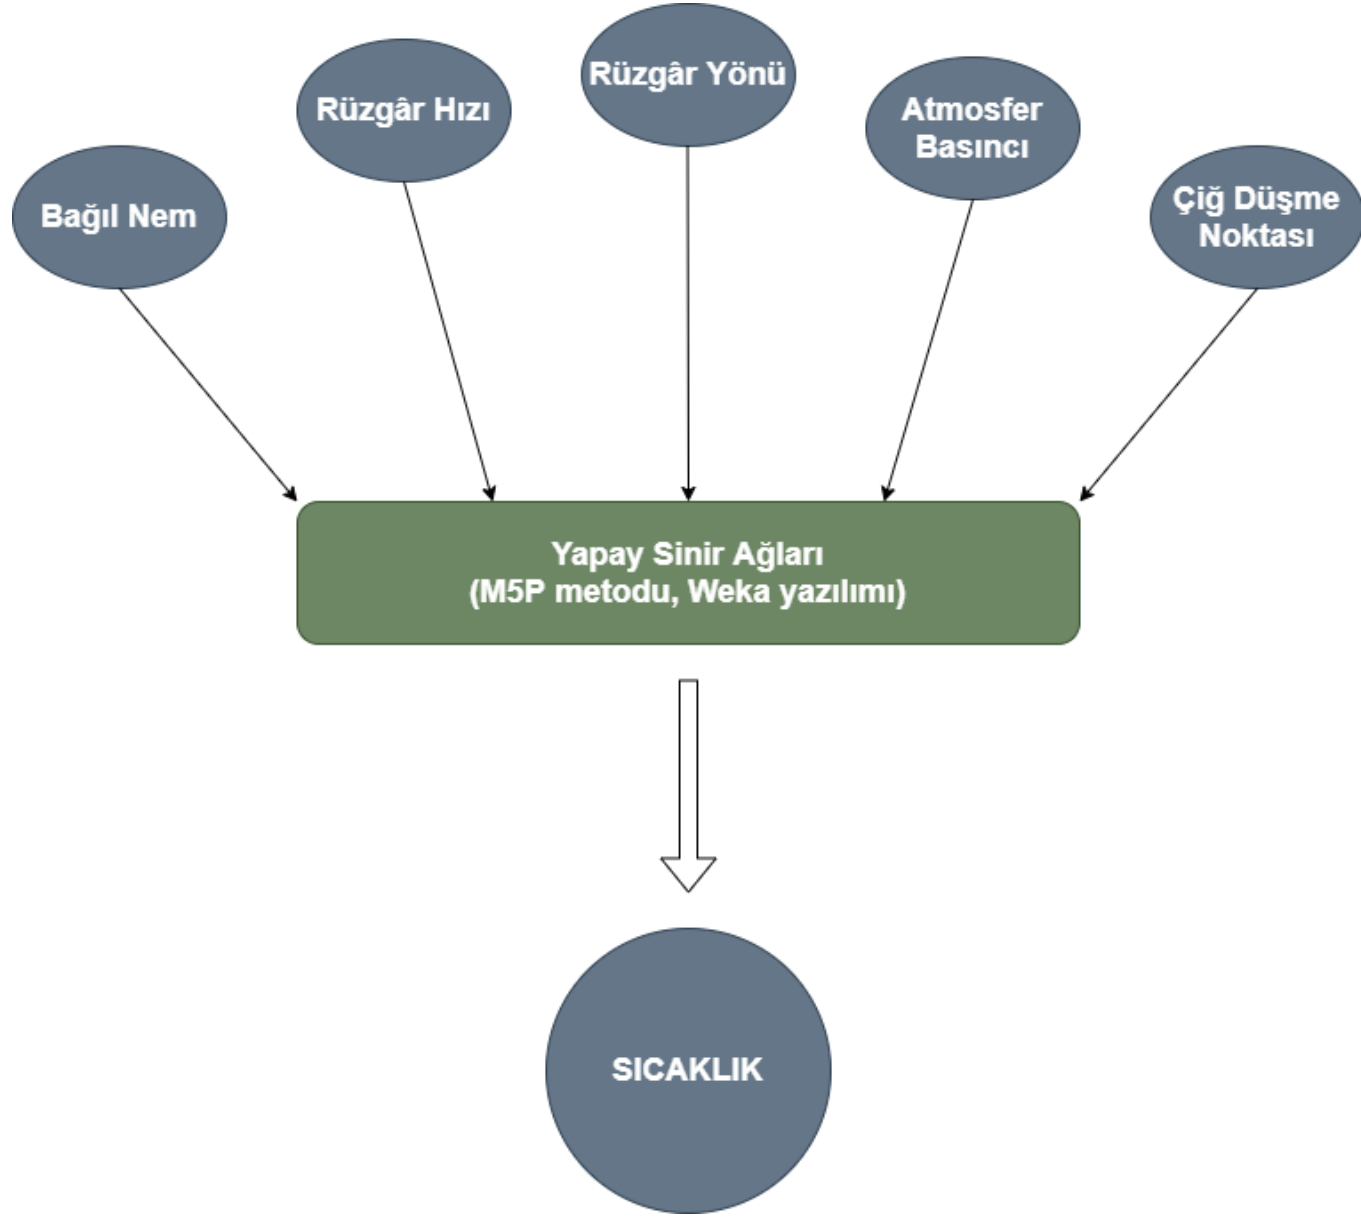 Bağıl Nem
Rüzgâr Hızı
Rüzgâr Yönü
Atmosfer
Basıncı
Çiğ Düşme
Noktası
Yapay Sinir Ağları
(M5P metodu, Weka yazılımı)
SICAKLIK